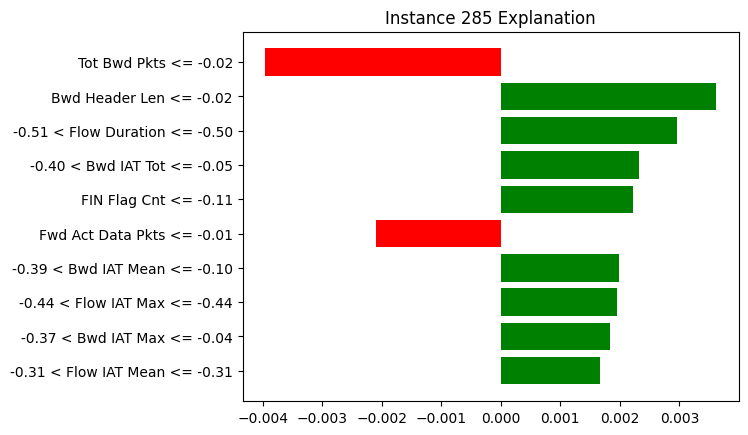 Instance 285 Explanation
Tot Bwd Pkts <= -0.02
Bwd Header Len <= -0.02
-0.51 < Flow Duration <= -0.50
-0.40 < Bwd IAT Tot <= -0.05
FIN Flag Cnt <= -0.11
Fwd Act Data Pkts <= -0.01
-0.39 < Bwd IAT Mean <= -0.10
-0.44 < Flow IAT Max <= -0.44
-0.37 < Bwd IAT Max <= -0.04
-0.31 < Flow IAT Mean <= -0.31
−0.004 −0.003 −0.002 −0.001 0.000 0.001 0.002 0.003